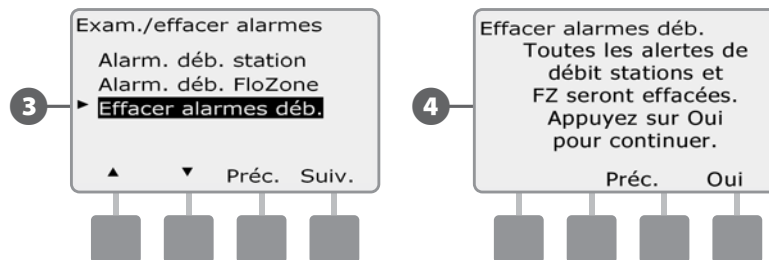 3
Exam./effacer alarmes
Alarm. déb. station
Alarm. déb. FloZone
► Effacer alarmes déb.
▲ ▼ Préc. Suiv.
4
Effacer alarmes déb.
Toutes les alertes de
débit stations et
FZ seront effacées.
Appuyez sur Oui
pour continuer.
Préc. Oui